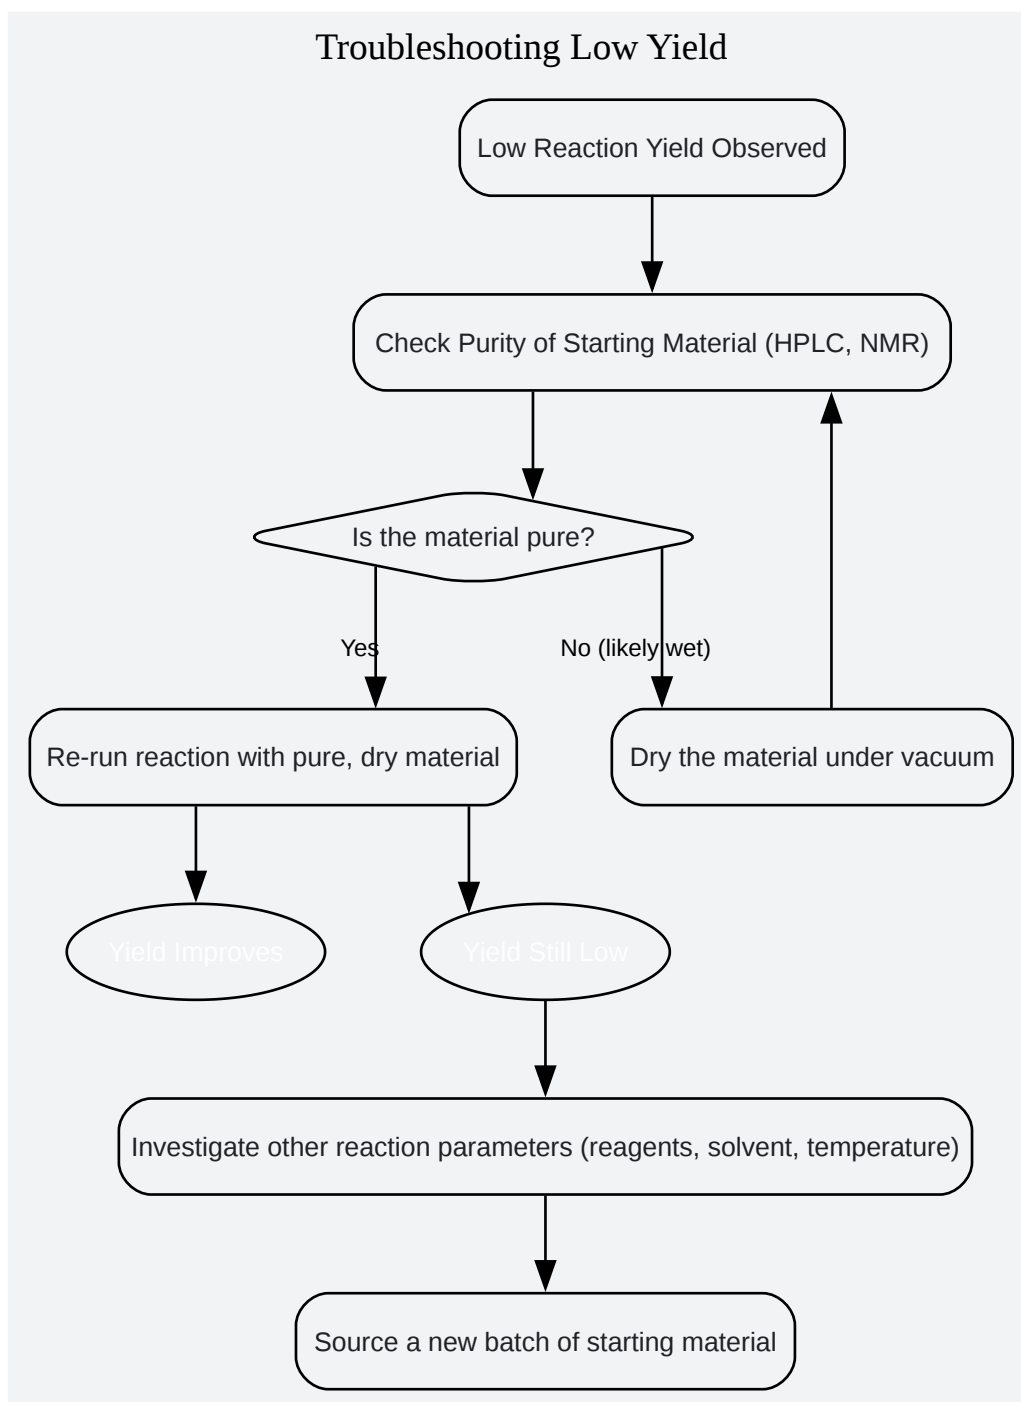 Troubleshooting Low Yield
Low Reaction Yield Observed
Check Purity of Starting Material (HPLC, NMR)
Is the material pure?
Yes
No (likely wet)
Re-run reaction with pure, dry material
Dry the material under vacuum
Yield Improves
Yield Still Low
Investigate other reaction parameters (reagents, solvent, temperature)
Source a new batch of starting material